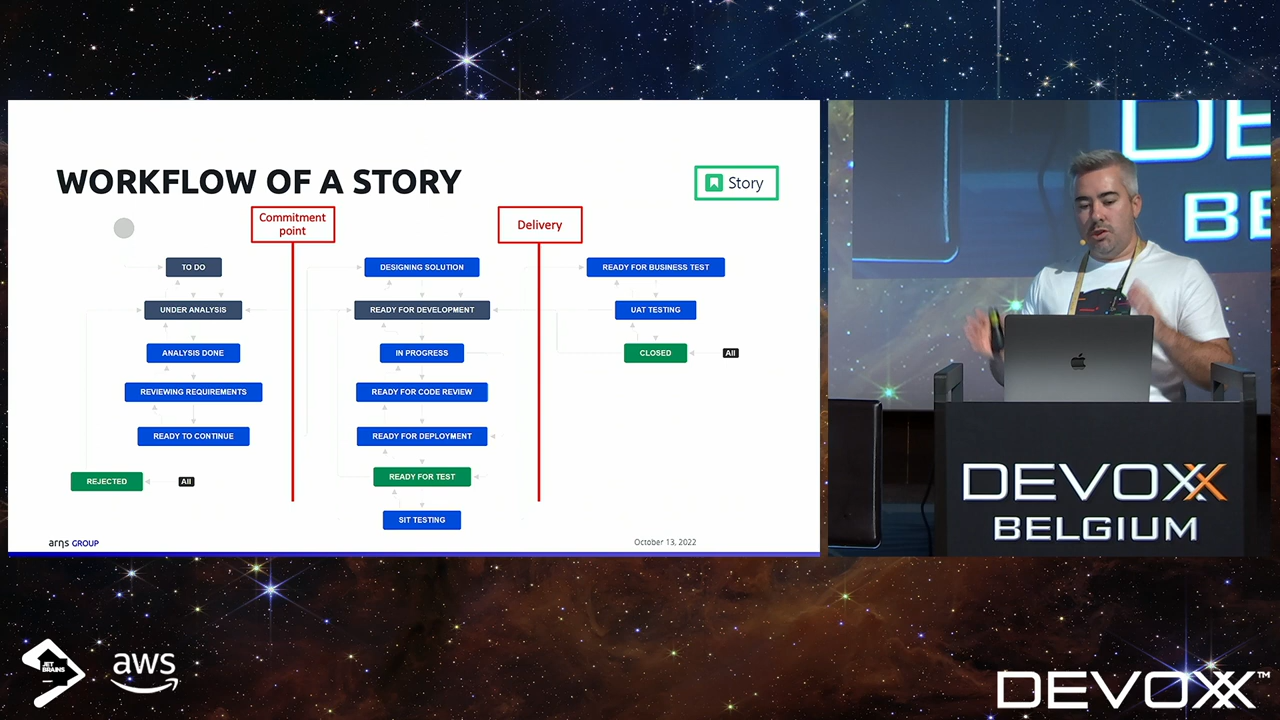 WORKFLOW OF A STORY
Story
Commitment
point
Delivery
TO DO
UNDER ANALYSIS
ANALYSIS DONE
REVIEWING REQUIREMENTS
READY TO CONTINUE
REJECTED
All
DESIGNING SOLUTION
READY FOR DEVELOPMENT
IN PROGRESS
READY FOR CODE REVIEW
READY FOR DEPLOYMENT
READY FOR TEST
SIT TESTING
READY FOR BUSINESS TEST
UAT TESTING
CLOSED
All
arηs GROUP
October 13, 2022
DE
BE
DEVOXX
BELGIUM
JET
BRAINS
aws
DEVOXX™